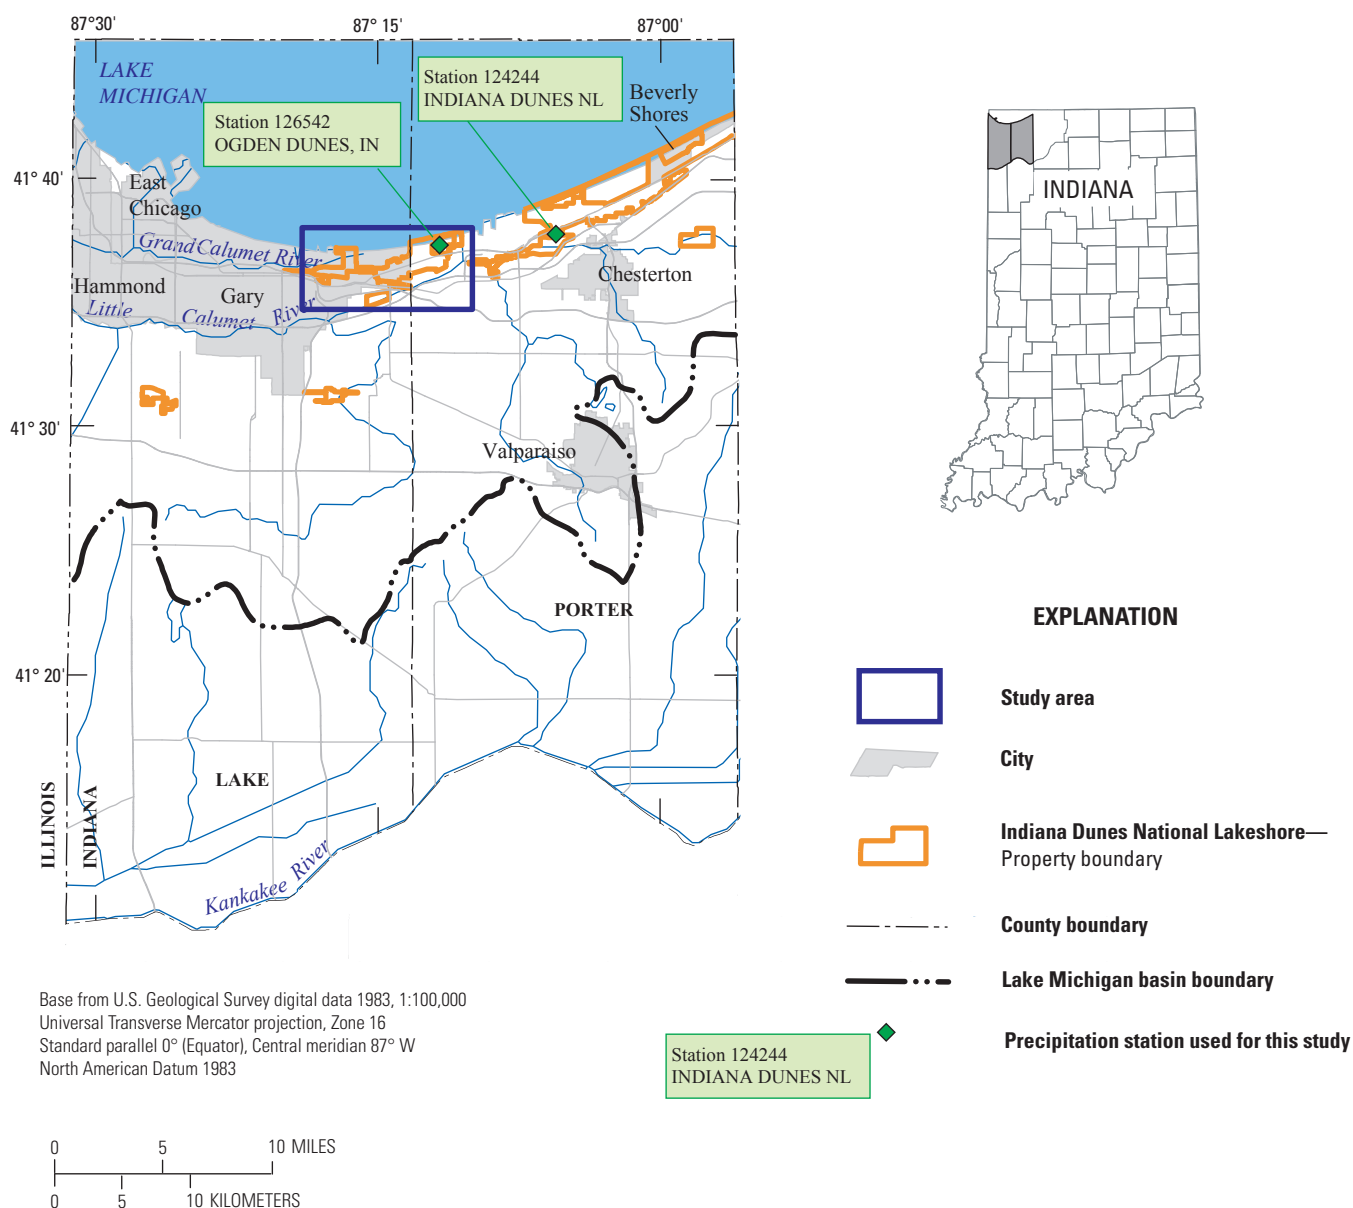 87°30'
87° 15'
87°00'
LAKE
MICHIGAN
Station 124244
INDIANA DUNES NL
Beverly
Shores
Station 126542
OGDEN DUNES, IN
41° 40'
East
Chicago
Grand Calumet River
Hammond
Gary
Chesterton
Little Calumet River
41° 30'
Valparaiso
PORTER
41° 20'
LAKE
ILLINOIS
INDIANA
Kankakee River
INDIANA
EXPLANATION
Study area
City
Indiana Dunes National Lakeshore—
Property boundary
County boundary
Lake Michigan basin boundary
Station 124244
INDIANA DUNES NL
Precipitation station used for this study
Base from U.S. Geological Survey digital data 1983, 1:100,000
Universal Transverse Mercator projection, Zone 16
Standard parallel 0° (Equator), Central meridian 87° W
North American Datum 1983
0 5 10 MILES
0 5 10 KILOMETERS